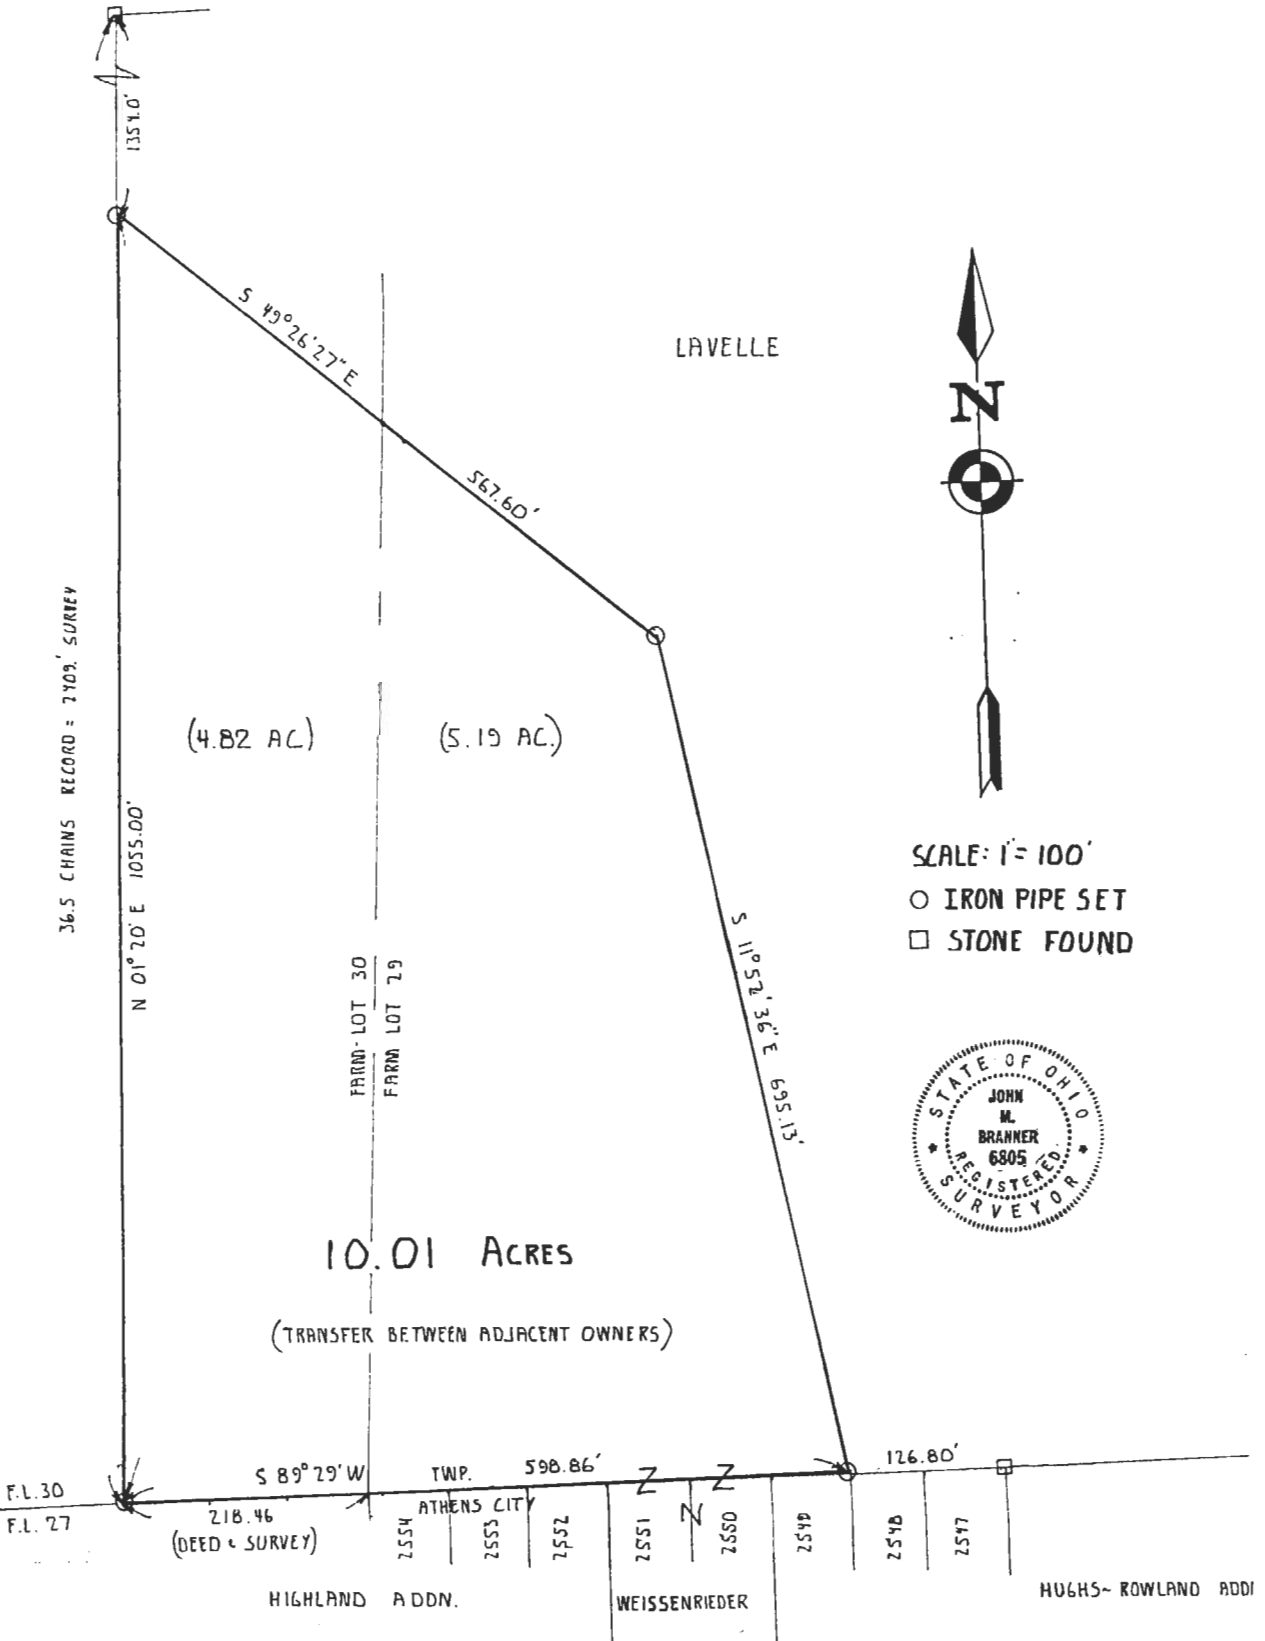 1354.0'
S 49°26'27" E
567.60'
LAVELLE
N
36.5 CHAINS RECORD = 2409.' SURVEY
N 01°20' E 1055.00'
(4.82 AC)
(5.19 AC.)
SCALE: 1" = 100'
IRON PIPE SET
STONE FOUND
FARM LOT 30
FARM LOT 29
S 11°52'36" E 695.13'
STATE OF OHIO
JOHN
M.
BRANNER
6805
REGISTERED
SURVEYOR
10.01 ACRES
(TRANSFER BETWEEN ADJACENT OWNERS)
S 89°29' W
TWP.
598.86'
126.80'
F.L. 30
F.L. 27
ATHENS CITY
218.46
(DEED & SURVEY)
2554
2553
2552
2551
2550
2549
2548
2547
HIGHLAND ADDN.
WEISSENRIEDER
HUGHS~ROWLAND ADDI